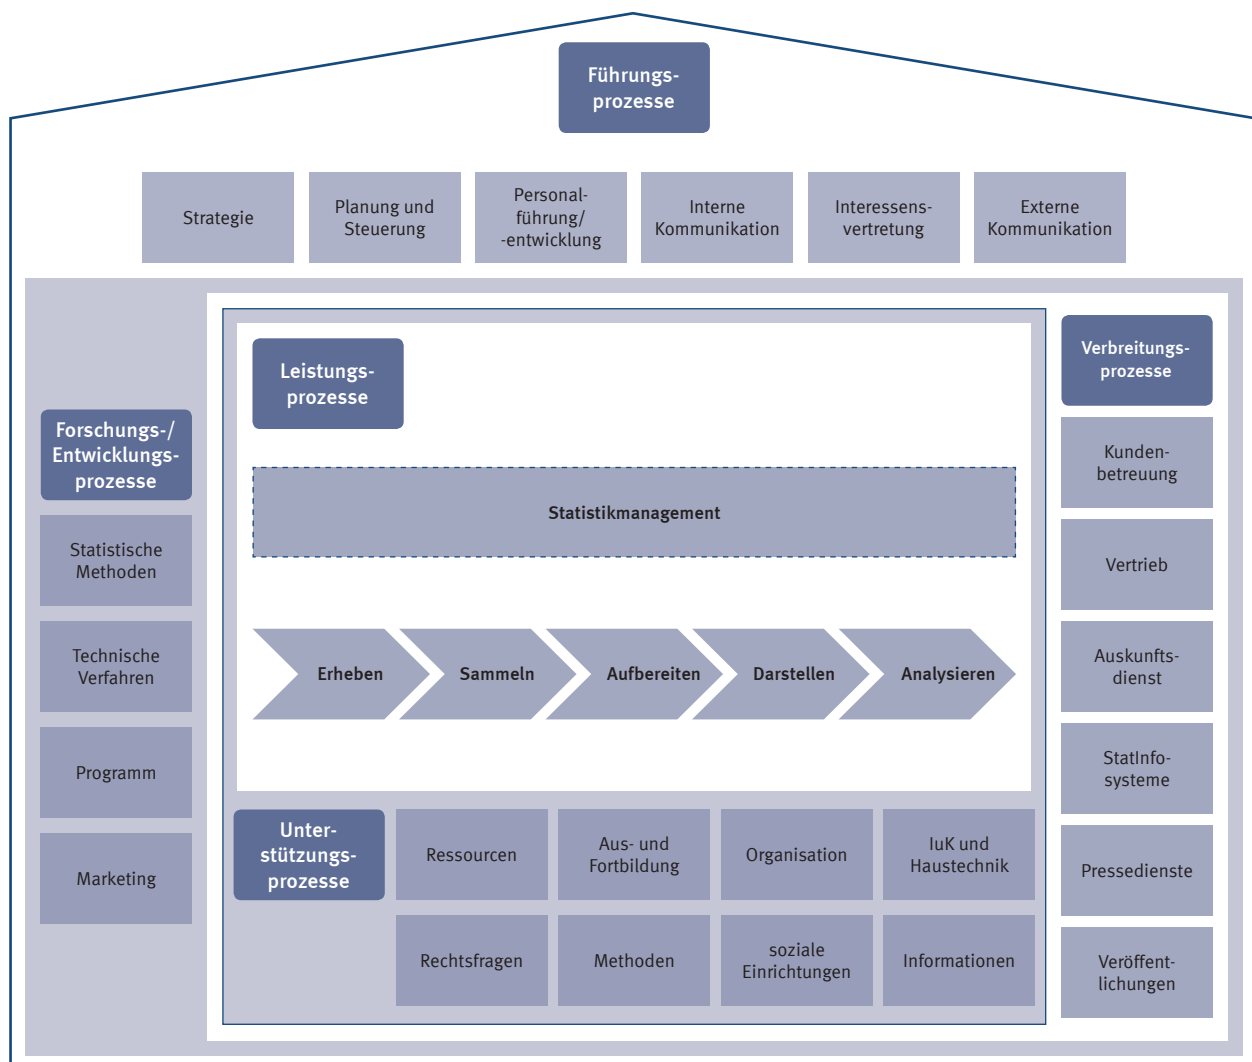 Führungs-
prozesse
Strategie
Planung und
Steuerung
Personal-
führung/
-entwicklung
Interne
Kommunikation
Interessens-
vertretung
Externe
Kommunikation
Forschungs-/
Entwicklungs-
prozesse
Statistische
Methoden
Technische
Verfahren
Programm
Marketing
Leistungs-
prozesse
Statistikmanagement
Erheben
Sammeln
Aufbereiten
Darstellen
Analysieren
Unter-
stützungs-
prozesse
Ressourcen
Aus- und
Fortbildung
Organisation
IuK und
Haustechnik
Rechtsfragen
Methoden
soziale
Einrichtungen
Informationen
Verbreitungs-
prozesse
Kunden-
betreuung
Vertrieb
Auskunfts-
dienst
StatInfo-
systeme
Pressedienste
Veröffent-
lichungen